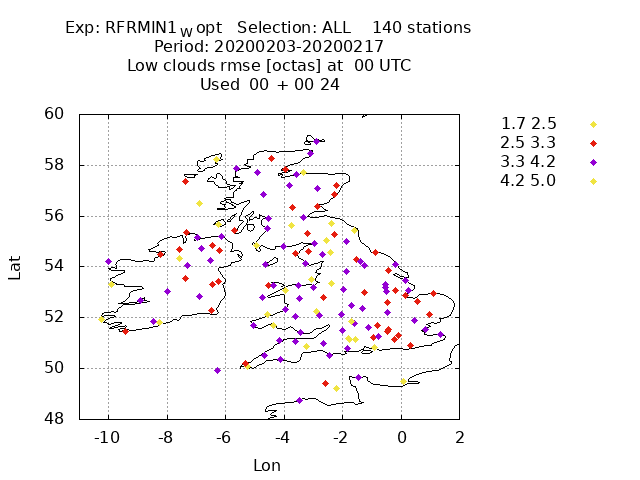 Exp: RFRMIN1w opt Selection: ALL 140 stations
Period: 20200203-20200217
Low clouds rmse [octas] at 00 UTC
Used 00 + 00 24
1.7 2.5
2.5 3.3
3.3 4.2
4.2 5.0
60
58
56
54
52
50
48
Lat
-10 -8 -6 -4 -2 0 2
Lon